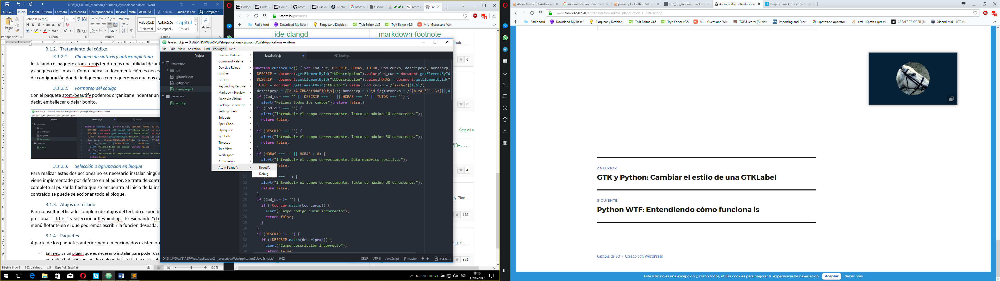 DEW_B_U01T01_Mauleon_Quintana_Aymediacoan.docx - Word
Archivo Inicio Insertar Diseño Formato Referencias Correspondencia Revisar Vista ACROBAT Indicar... Iniciar sesión Compartir
Pegar
Calibri (Cuerpo) 12
AaBbCcD AaBbCcDc Capítul
¶ Normal Sin espaci... Título 1
Edición
Portapapeles Fuente Párrafo Estilos
3.1.2. Tratamiento del código
3.1.2.1. Chequeo de sintaxis y autocompletado
Instalando el paquete atom-ternjs tendremos una utilidad de aut
y chequeo de sintaxis. Como indica su documentación es neces
de configuración donde indiquemos como queremos que nos ay
3.1.2.2. Formateo del código
Con el paquete atom-beautify podemos organizar e indentar un
decir, embellecer o dejar bonito.
3.1.2.3. Selección o agrupación en bloque
Para realizar estas dos acciones no es necesario instalar ningún
viene implementado por defecto en el editor. Se trata de contra
completo al pulsar la flecha que se encuentra al inicio de la inst
contraído se puede seleccionar todo el bloque.
3.1.3. Atajos de teclado
Para consultar el listado completo de atajos del teclado disponibl
presionar “ctrl + ,” y seleccionar Keybindings. Presionando “ctr
menú flotante en el que podremos escribir la función deseada.
3.1.4. Paquetes
A parte de los paquetes anteriormente mencionados existen otr
- Emmet: Es un plugin que es necesario instalar para poder usar
permiten trabajar con rapidez utilizando la tecla Tab para auto
Página 6 de 8 852 palabras Español (España) 120 %
JavaScript.js — D:\Git\1ºDAWB\ASP\WebApplication2 - javascript\WebApplication2 — Atom
File Edit View Selection Find Packages Help
Project
new-repo
.git
.gitattributes
.gitignore
.tern-project
Javascript
script.js
Bracket Matcher
Command Palette
Dev Live Reload
Git Diff
GitHub
Keybinding Resolver
Markdown Preview
Open On GitHub
Package Generator
Settings View
Snippets
Spell Check
Styleguide
Symbols
Timecop
Tree View
Whitespace
Atom Ternjs
Atom Beautify
Beautify
Debug
JavaScript.js Settings
function cursoValid() { var Cod_cur, DESCRIP, HORAS, TUTOR, Cod_curxp, descripexp, horasexp,
DESCRIP = document.getElementById("tbDescripcion").value;Cod_cur = document.getElementById
DESCRIP = document.getElementById("tbDescripcion").value;HORAS = document.getElementById("
TUTOR = document.getElementById("tbTutor").value; Cod_curxp = /[a-zA-Z]{1,4}/;
descripexp = /[a-zA-ZñÑáéíóúÁÉÍÓÚ\s]+/; horasexp = /^\d+$/;tutorexp = /^[a-zA-Z''-'\s]{1,4
if (Cod_cur === '' || DESCRIP === '' || HORAS === '' || TUTOR === '') {
alert("Rellena todos los campos");return false;}
if (Cod_cur === '') {
alert("Introducir el campo correctamente. Texto de máximo 10 caracteres.");
return false;
}
if (DESCRIP === '') {
alert("Introducir el campo correctamente. Texto de máximo 30 caracteres.");
return false;
}
if (HORAS === '' || HORAS < 0) {
alert("Introducir el campo correctamente. Dato numérico positivo.");
false;
21 === '') {
22 alert("Introducir el campo correctamente. Texto de máximo 30 caracteres.");
23 return false;
24 }
25 if (Cod_cur != '') {
26 if (!Cod_cur.match(Cod_curxp)) {
27 alert("Campo codigo curso incorrecto");
28 return false;
29 }
30 }
31 if (DESCRIP != '') {
32 if (!DESCRIP.match(descripexp)) {
33 alert("Campo descripcióm incorrecto");
34 return false;
D:\Git\1ºDAWB\ASP\WebApplication2 - javascript\WebApplication2\JavaScript.js* 6:62 CRLF UTF-8 JavaScript master 354 files
atom.io/packages
Radio ford Download My Best Bloquear y Desbloqu Tryit Editor v3.5 Tryit Editor v3.5 MIUI Guess and Win
ide-clangd
markdown-footnote
0
0
See all
4
ely Plan...
149
ogle's ...
933
18:10
17/09/2017
69 68 68 71 ESP
Atom JavaScript Autocom sublime text autocomplet javascript - Getting full JS tern_for_sublime - Packag Atom editor: Introducción Plugins para Atom impres
www.cambiadeso.es/entradas/atom-editor-introduccion-e-instalacion/
Radio ford Download My Best Bloquear y Desbloqu Tryit Editor v3.5 Tryit Editor v3.5 MIUI Guess and Win TOFU Learn: [R] New Importing and Proce xpath and operator xml - Xpath expressi CREATE TRIGGER (Tr Xiaomi Mi6 - HTCMa
ANTERIOR
GTK y Python: Cambiar el estilo de una GTKLabel
SIGUIENTE
Python WTF: Entendiendo cómo funciona is
Cambia de SO / Creado con WordPress
Este sitio no es una excepción y, como todos, utiliza cookies para mejorar tu experiencia de navegación Aceptar Saber más